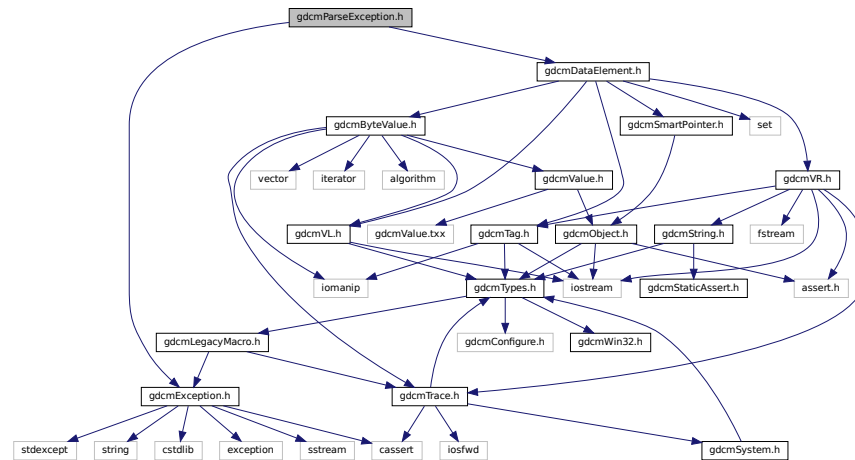 gdcmParseException.h
gdcmDataElement.h
gdcmByteValue.h
gdcmSmartPointer.h
set
vector
iterator
algorithm
gdcmValue.h
gdcmVR.h
gdcmVL.h
gdcmValue.txx
gdcmTag.h
gdcmObject.h
gdcmString.h
fstream
iomanip
gdcmTypes.h
iostream
gdcmStaticAssert.h
assert.h
gdcmLegacyMacro.h
gdcmConfigure.h
gdcmWin32.h
gdcmException.h
gdcmTrace.h
stdexcept
string
cstdlib
exception
sstream
cassert
iosfwd
gdcmSystem.h